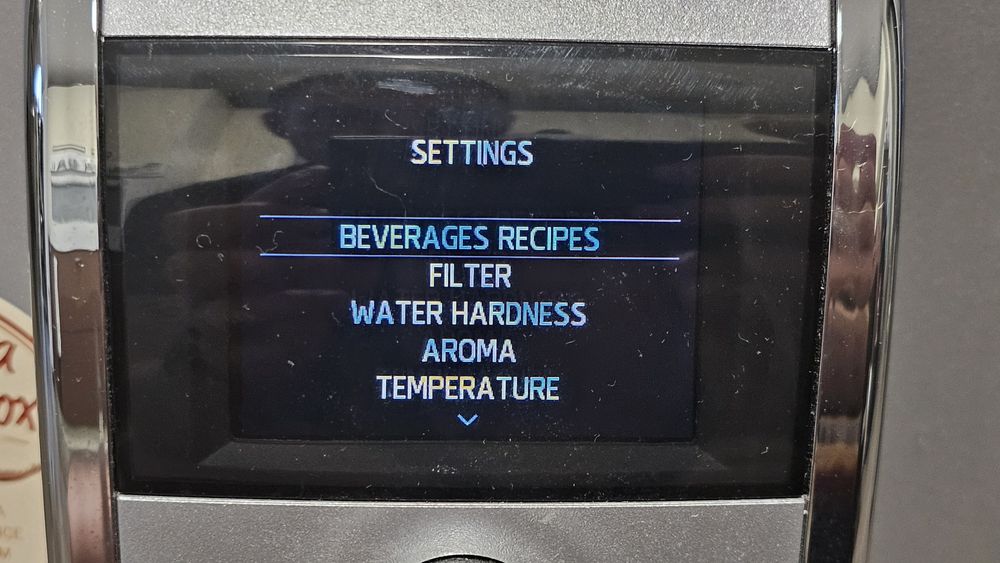 SETTINGS
BEVERAGES RECIPES
FILTER
WATER HARDNESS
AROMA
TEMPERATURE